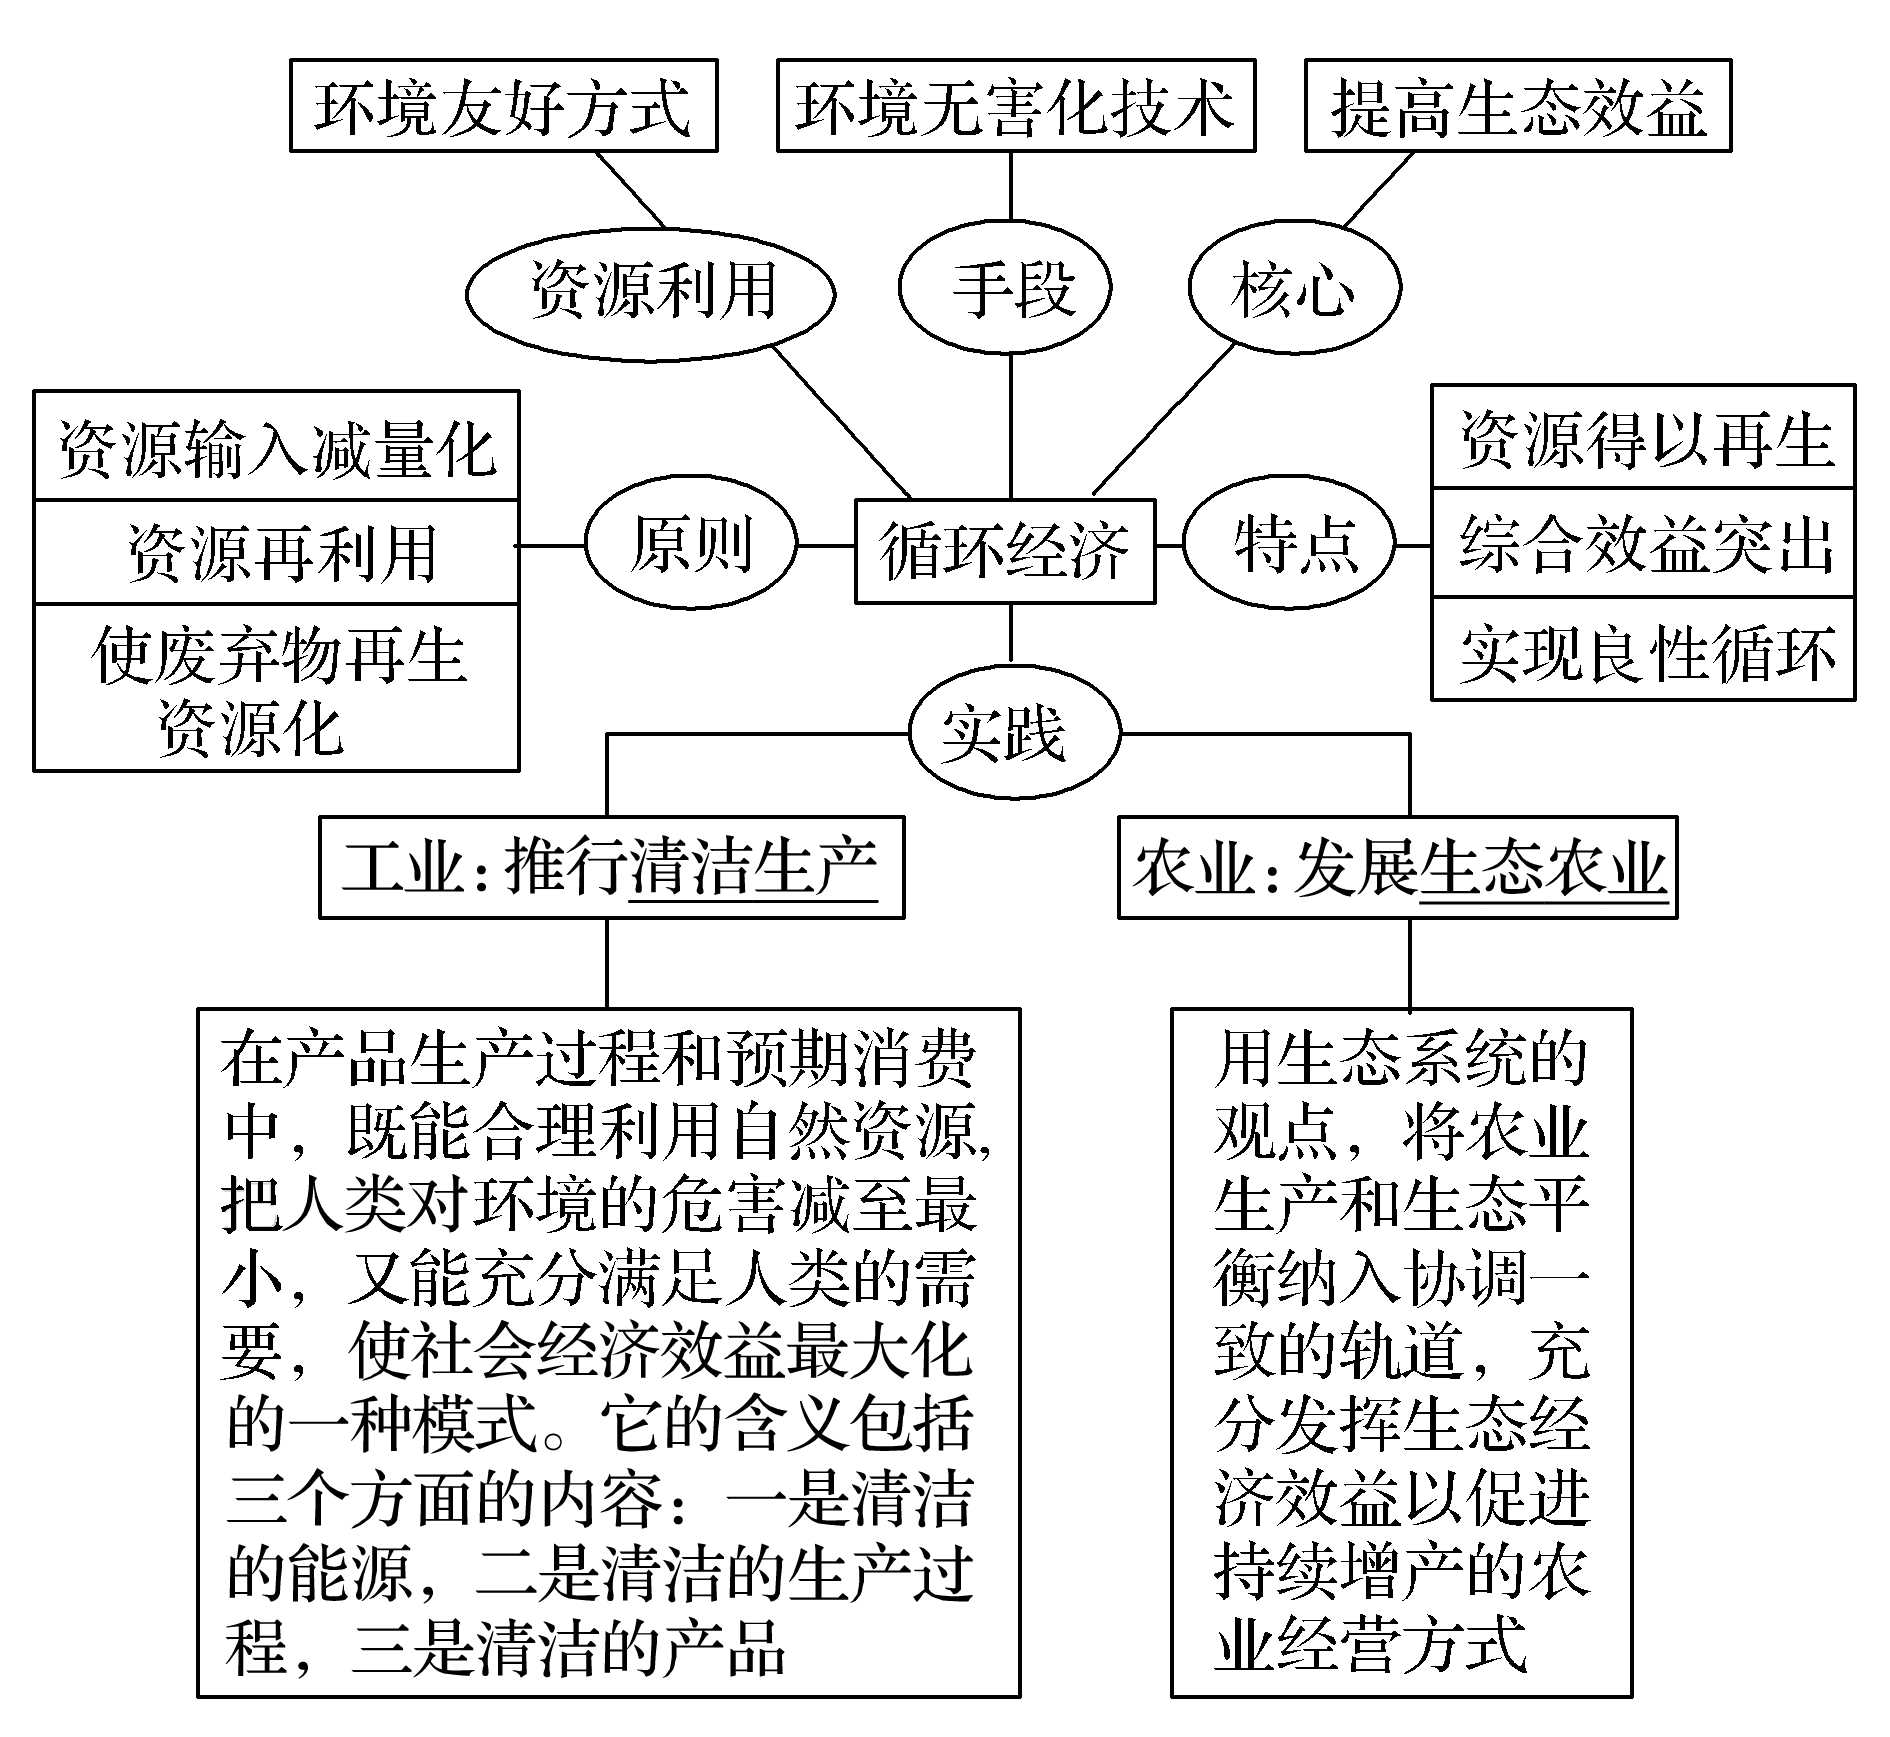 环境友好方式
环境无害化技术
提高生态效益
资源利用
手段
核心
资源输入减量化
资源再利用
使废弃物再生
资源化
原则
循环经济
特点
资源得以再生
综合效益突出
实现良性循环
实践
工业:推行清洁生产
农业:发展生态农业
在产品生产过程和预期消费
中，既能合理利用自然资源,
把人类对环境的危害减至最
小，又能充分满足人类的需
要，使社会经济效益最大化
的一种模式。它的含义包括
三个方面的内容：一是清洁
的能源，二是清洁的生产过
程，三是清洁的产品
用生态系统的
观点，将农业
生产和生态平
衡纳入协调一
致的轨道，充
分发挥生态经
济效益以促进
持续增产的农
业经营方式